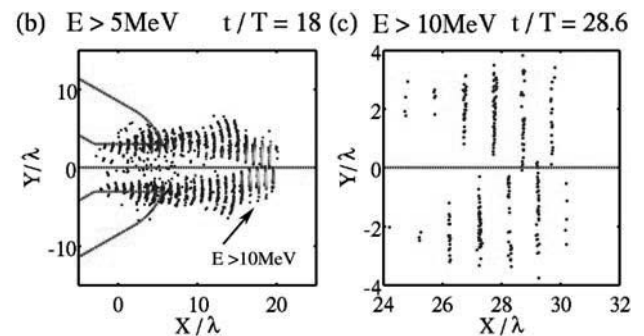 (b) E > 5MeV t / T = 18 (c) E > 10MeV t / T = 28.6
10
0
-10
Y/λ
E >10MeV
0 10 20
X/λ
4
2
0
-2
-4
Y/λ
24 26 28 30 32
X/λ